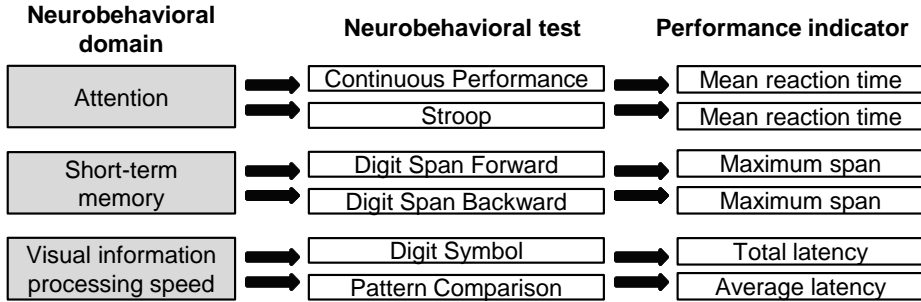 Neurobehavioral
domain
Neurobehavioral test
Performance indicator
Attention
Continuous Performance
Mean reaction time
Stroop
Mean reaction time
Short-term
memory
Digit Span Forward
Maximum span
Digit Span Backward
Maximum span
Visual information
processing speed
Digit Symbol
Total latency
Pattern Comparison
Average latency